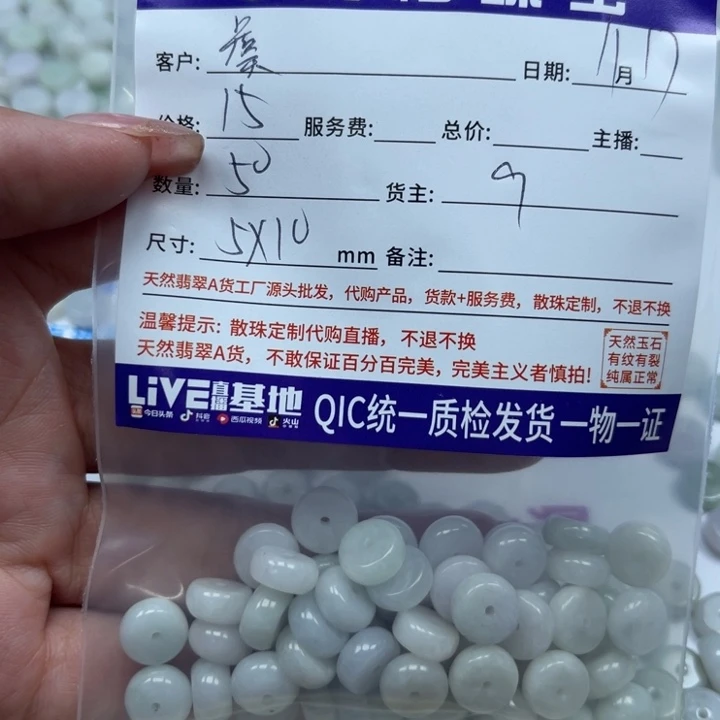 客户: 日期: 11月17
价格: 15 服务费: 总价: 主播:
数量: 50 货主: 9
尺寸: 5X10 mm 备注:
天然翡翠A货工厂源头批发，代购产品，货款+服务费，散珠定制，不退不换
温馨提示: 散珠定制代购直播，不退不换
天然翡翠A货，不敢保证百分百完美，完美主义者慎拍!
天然玉石
有纹有裂
纯属正常
LiVE直播基地 QIC统一质检发货 一物一证
今日头条 抖音 西瓜视频 火山